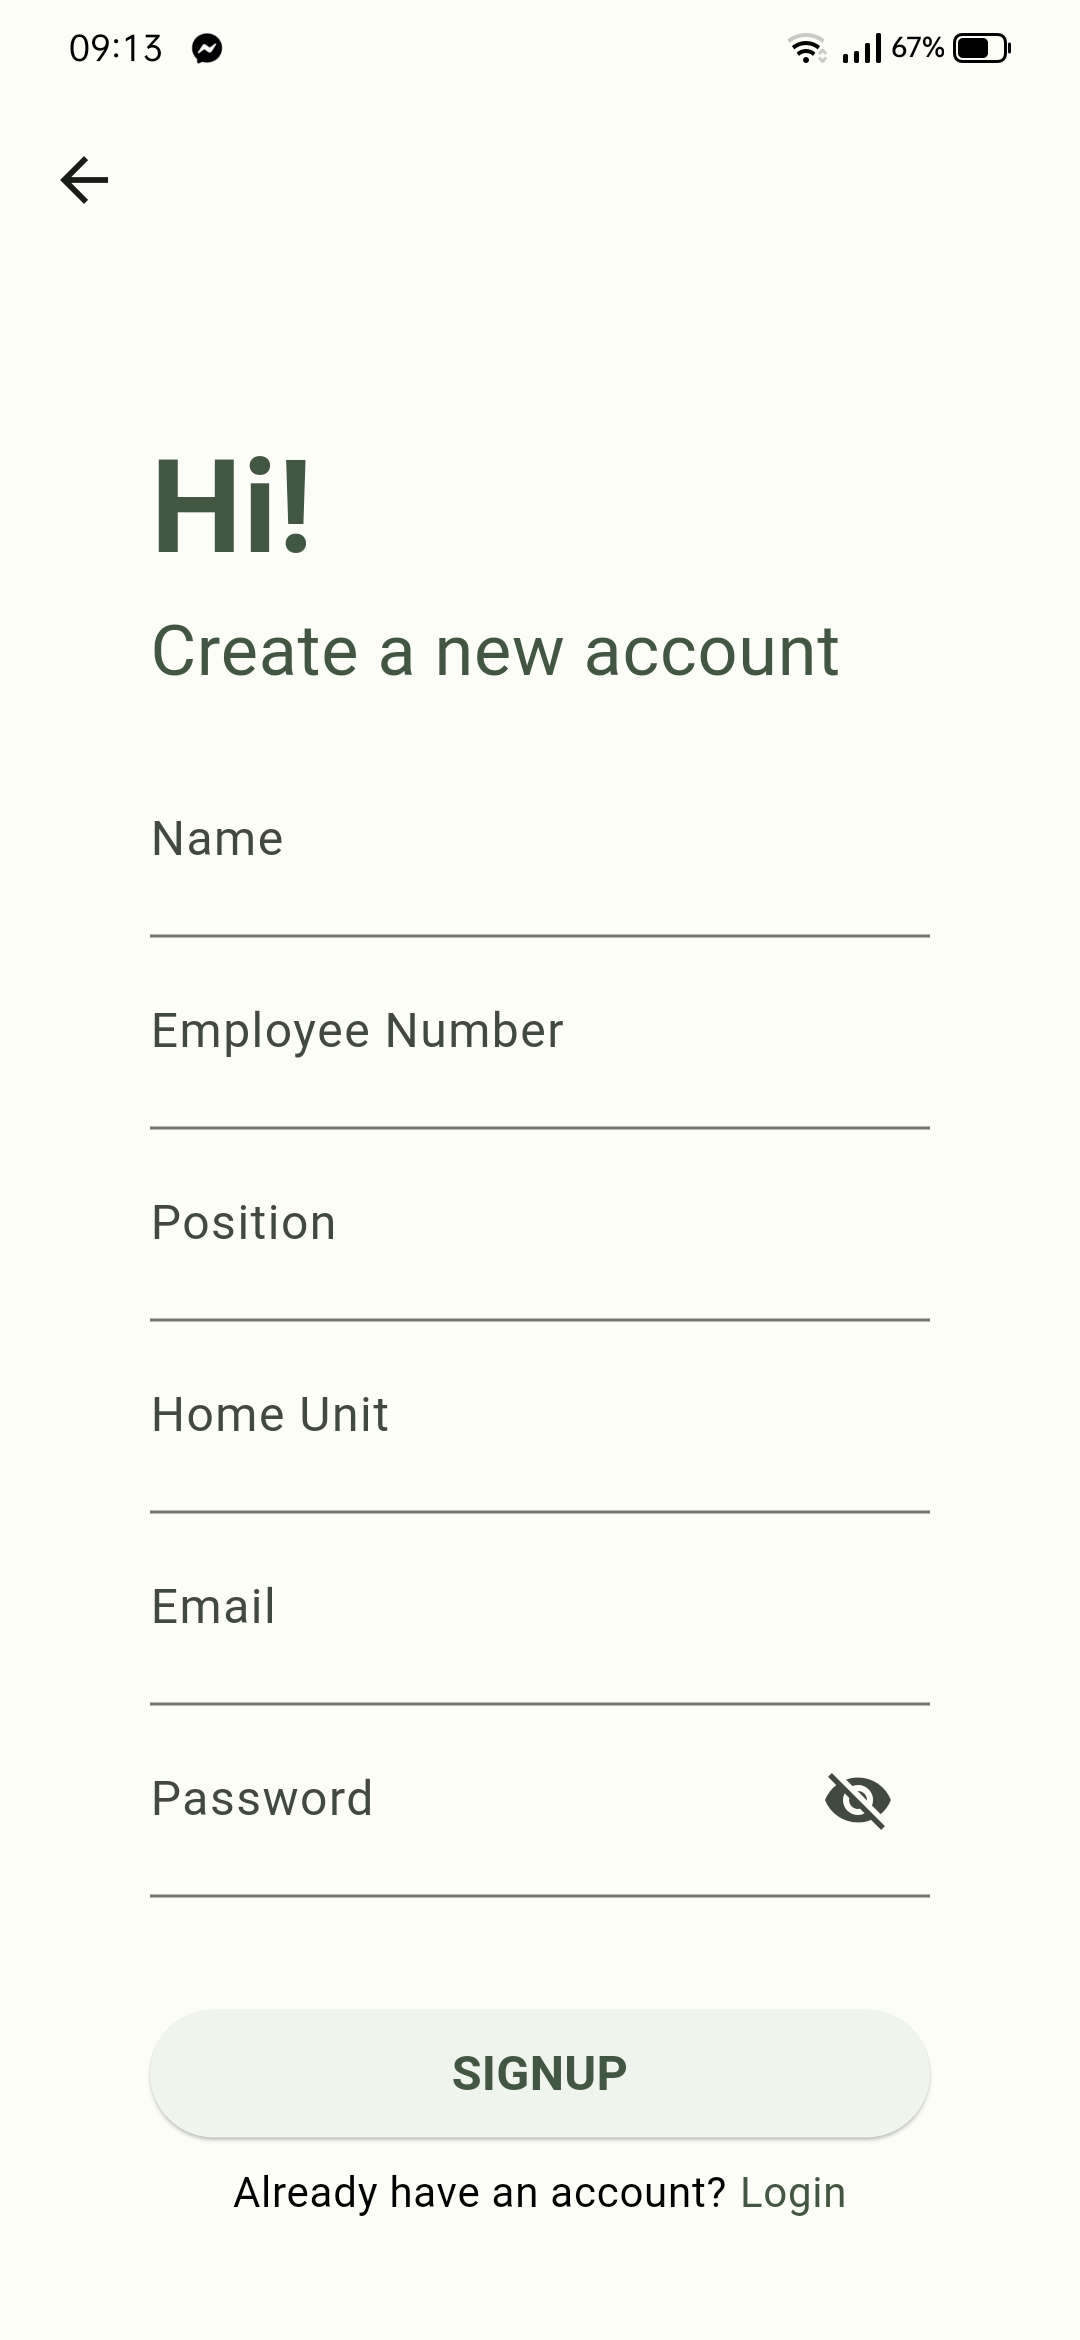 09:13
67%
Hi!
Create a new account
Name
Employee Number
Position
Home Unit
Email
Password
SIGNUP
Already have an account? Login